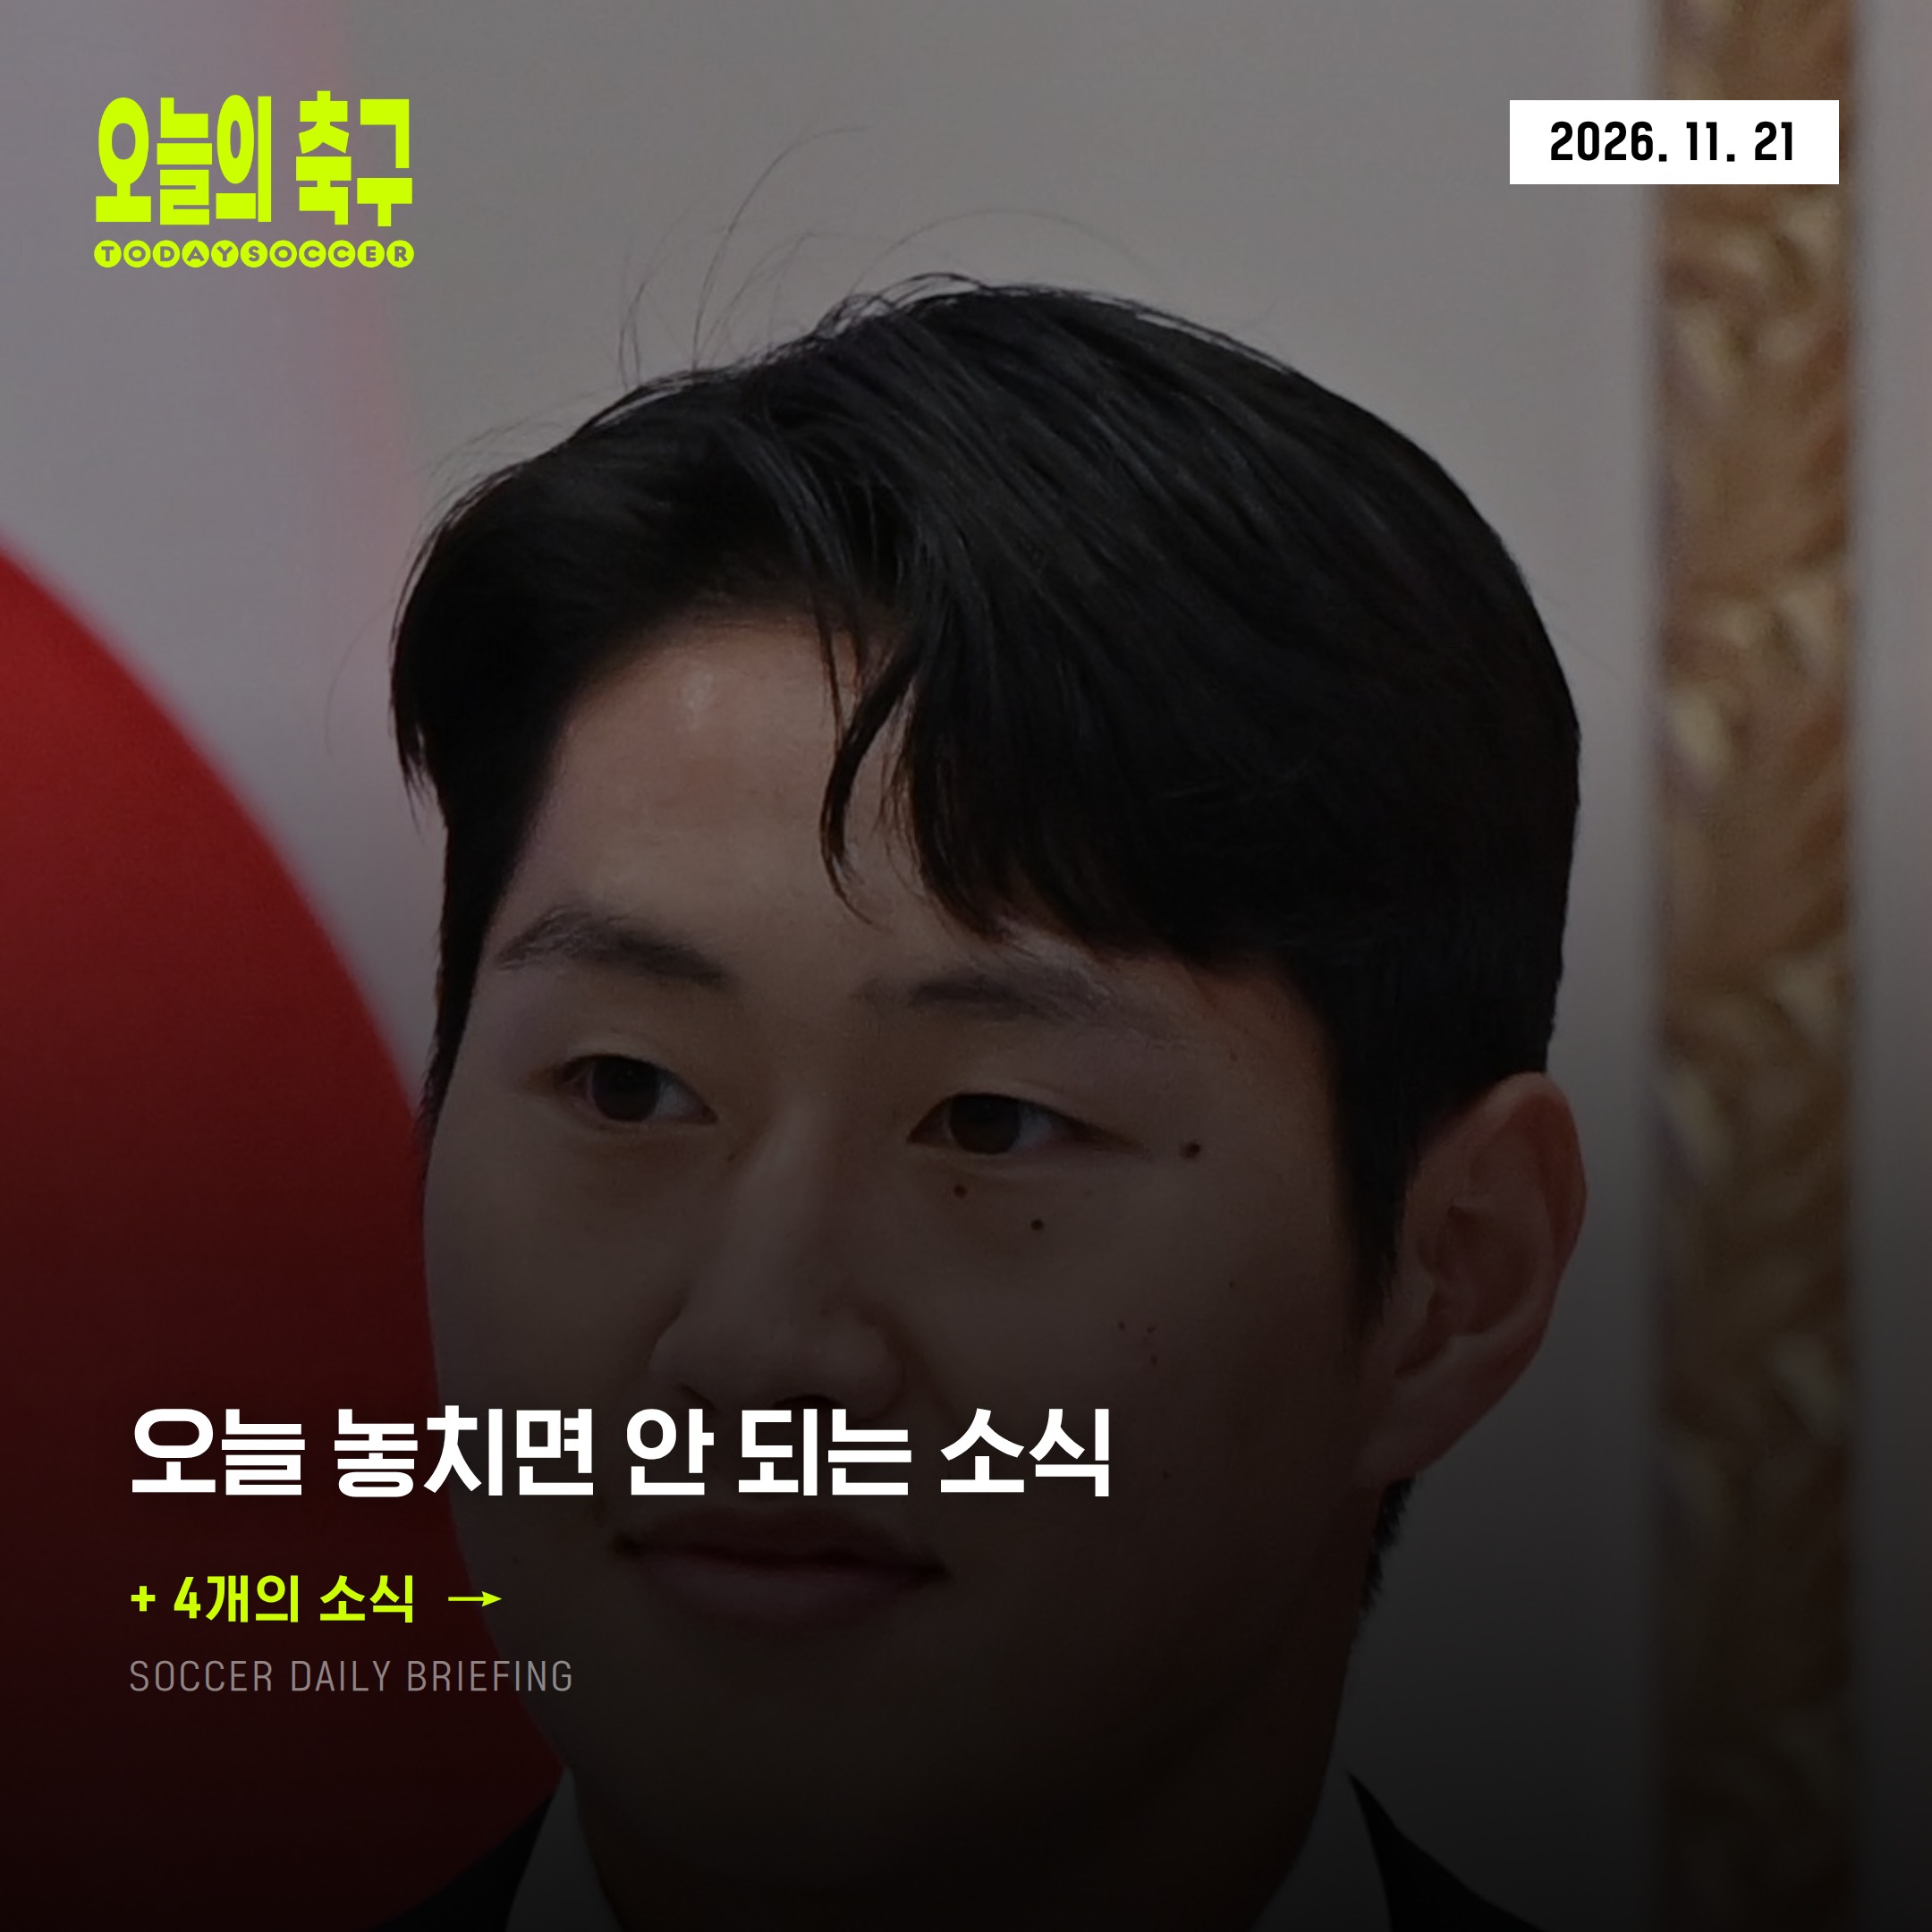 오늘의 축구
TODAYSOCCER
2026. 11. 21
오늘 놓치면 안 되는 소식
+ 4개의 소식 →
SOCCER DAILY BRIEFING